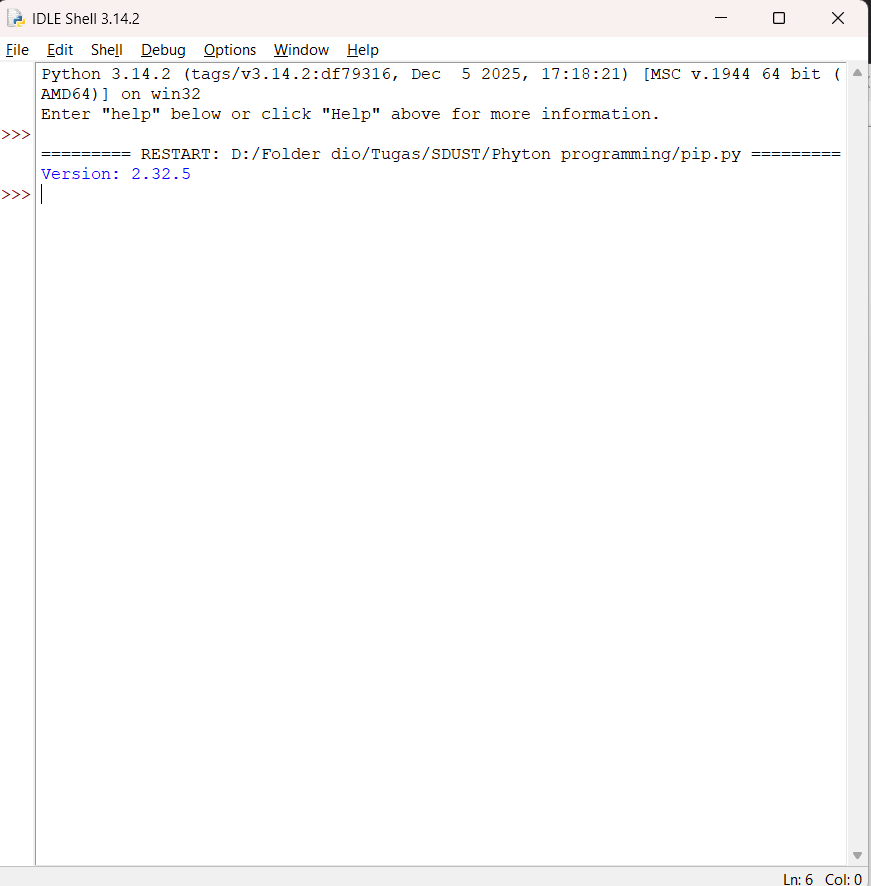 IDLE Shell 3.14.2
File Edit Shell Debug Options Window Help
Python 3.14.2 (tags/v3.14.2:df79316, Dec  5 2025, 17:18:21) [MSC v.1944 64 bit (
AMD64)] on win32
Enter "help" below or click "Help" above for more information.
>>>
========= RESTART: D:/Folder dio/Tugas/SDUST/Phyton programming/pip.py =========
Version: 2.32.5
>>>
Ln: 6 Col: 0